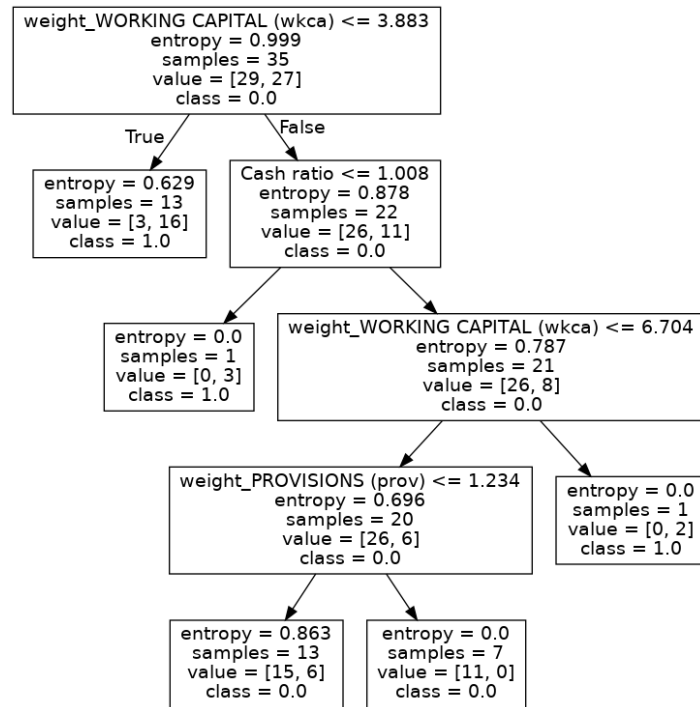 weight_WORKING CAPITAL (wkca) <= 3.883
entropy = 0.999
samples = 35
value = [29, 27]
class = 0.0
True
False
entropy = 0.629
samples = 13
value = [3, 16]
class = 1.0
Cash ratio <= 1.008
entropy = 0.878
samples = 22
value = [26, 11]
class = 0.0
entropy = 0.0
samples = 1
value = [0, 3]
class = 1.0
weight_WORKING CAPITAL (wkca) <= 6.704
entropy = 0.787
samples = 21
value = [26, 8]
class = 0.0
weight_PROVISIONS (prov) <= 1.234
entropy = 0.696
samples = 20
value = [26, 6]
class = 0.0
entropy = 0.0
samples = 1
value = [0, 2]
class = 1.0
entropy = 0.863
samples = 13
value = [15, 6]
class = 0.0
entropy = 0.0
samples = 7
value = [11, 0]
class = 0.0